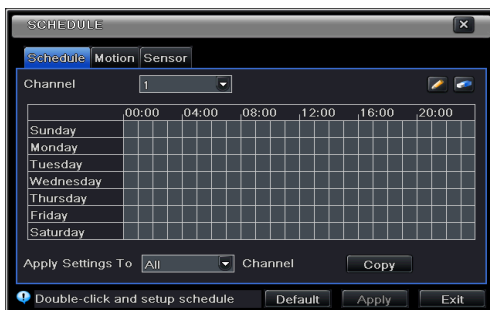 SCHEDULE
Schedule Motion Sensor
Channel 1
00:00 04:00 08:00 12:00 16:00 20:00
Sunday
Monday
Tuesday
Wednesday
Thursday
Friday
Saturday
Apply Settings To All Channel Copy
Double-click and setup schedule Default Apply Exit